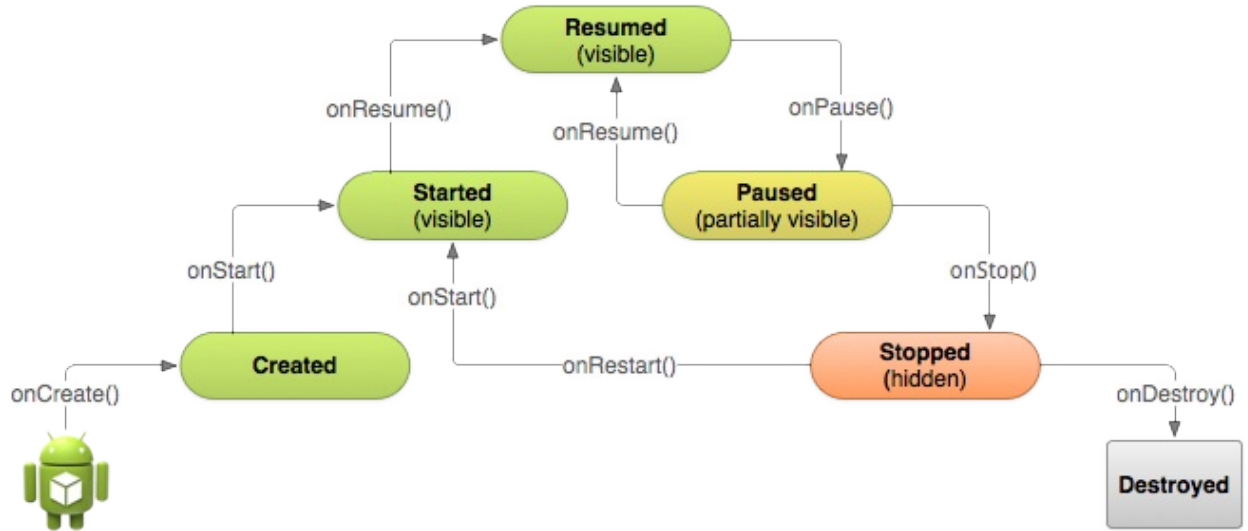 Resumed
(visible)
onResume()
onResume()
onPause()
Started
(visible)
Paused
(partially visible)
onStart()
onStart()
onStop()
Created
onRestart()
Stopped
(hidden)
onCreate()
onDestroy()
Destroyed